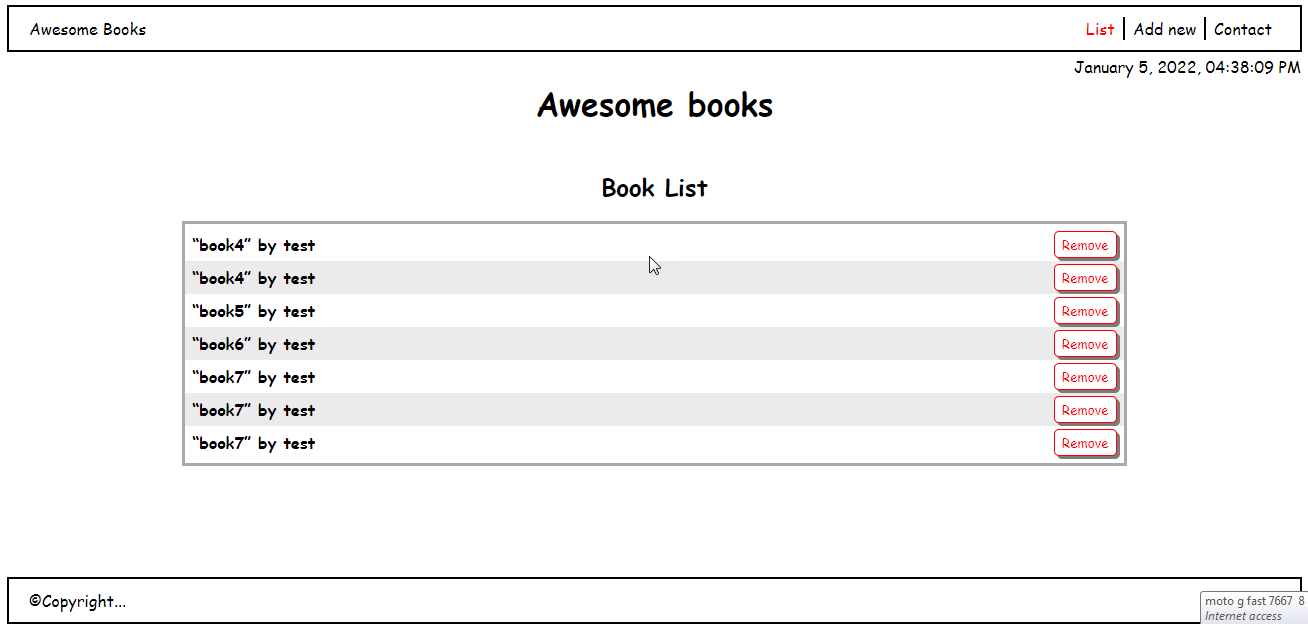 Awesome Books List Add new Contact
January 5, 2022, 04:38:09 PM
Awesome books
Book List
“book4” by test Remove
“book4” by test Remove
“book5” by test Remove
“book6” by test Remove
“book7” by test Remove
“book7” by test Remove
“book7” by test Remove
©Copyright...
moto g fast 7667 8
Internet access